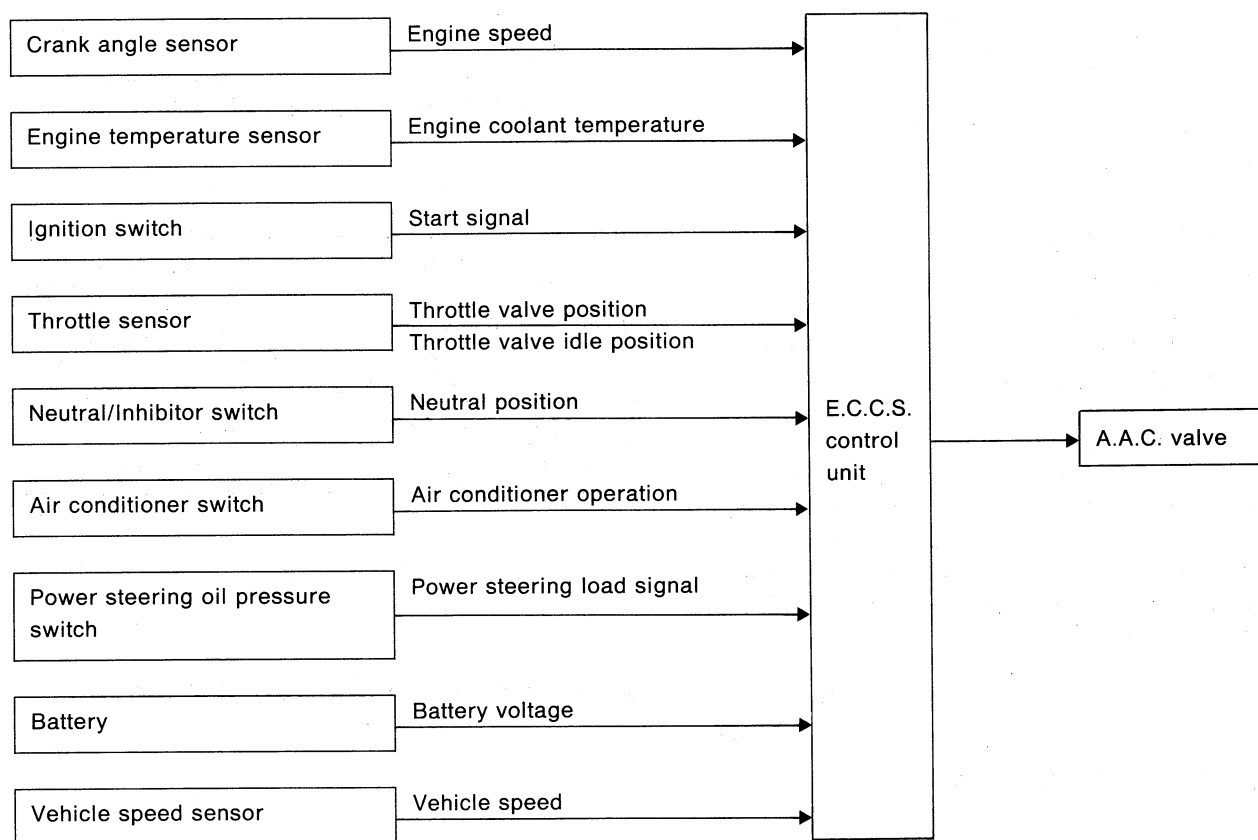 Crank angle sensor
Engine speed
Engine temperature sensor
Engine coolant temperature
Ignition switch
Start signal
Throttle sensor
Throttle valve position
Throttle valve idle position
Neutral/Inhibitor switch
Neutral position
Air conditioner switch
Air conditioner operation
Power steering oil pressure
switch
Power steering load signal
Battery
Battery voltage
Vehicle speed sensor
Vehicle speed
E.C.C.S.
control
unit
A.A.C. valve